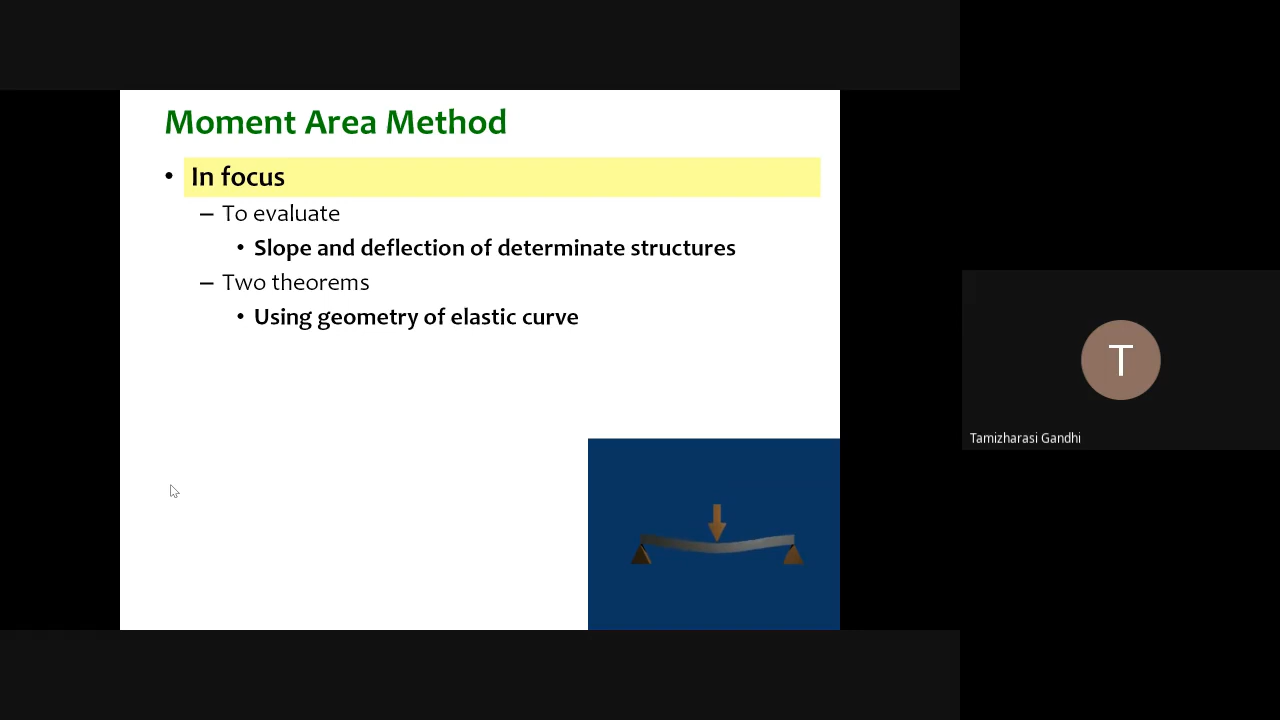 Moment Area Method
• In focus
– To evaluate
• Slope and deflection of determinate structures
– Two theorems
• Using geometry of elastic curve
T
Tamizharasi Gandhi